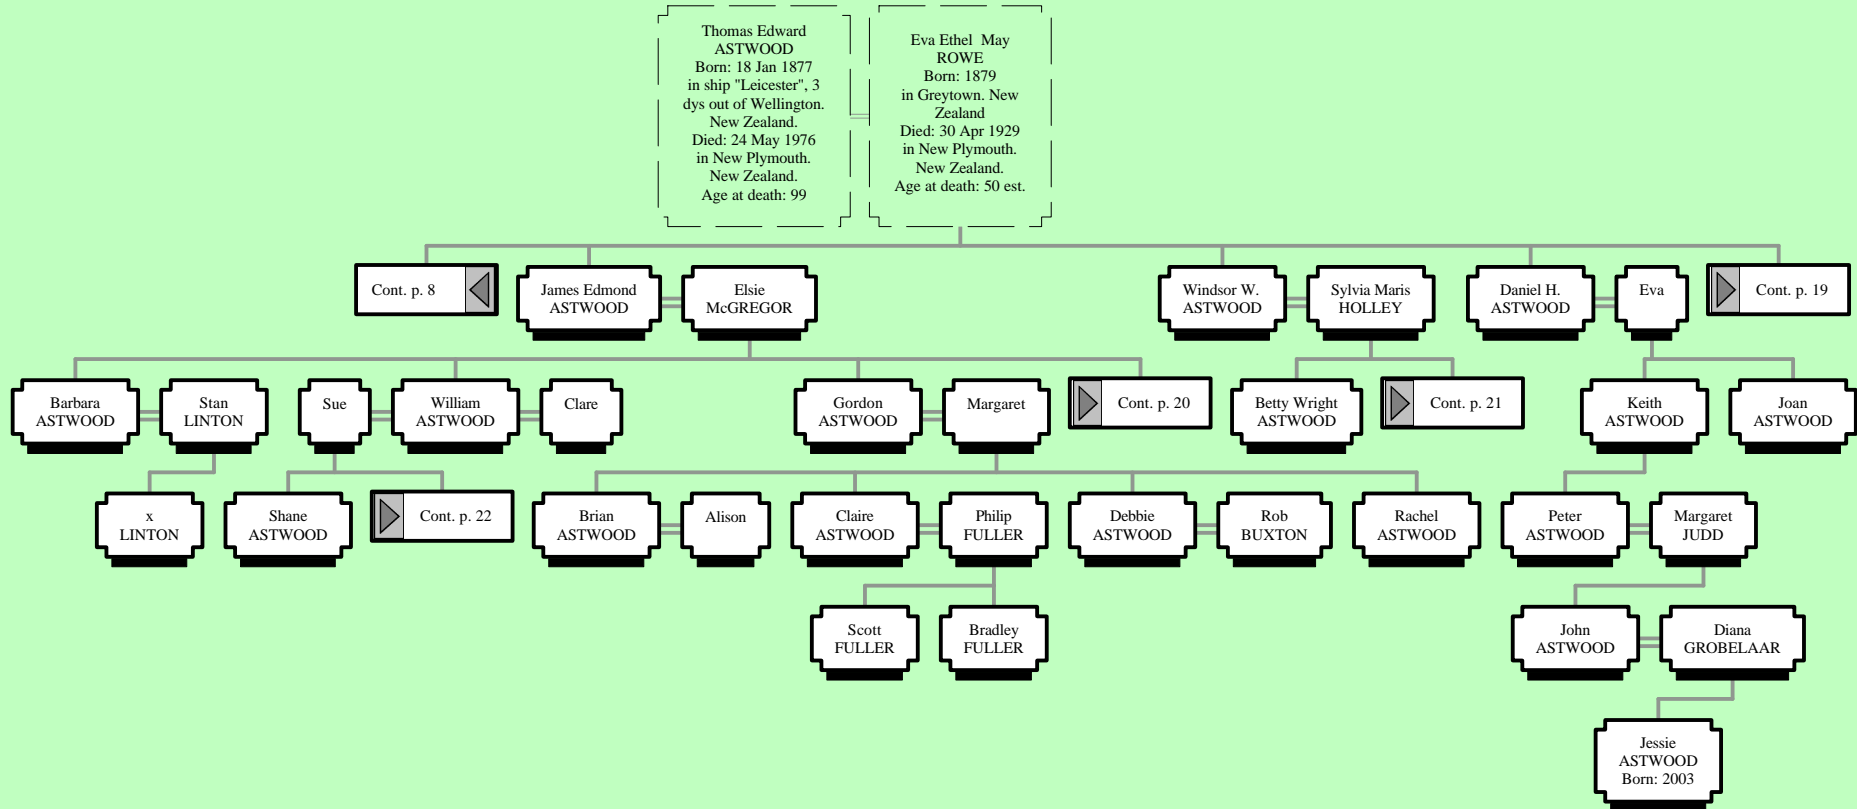 Thomas Edward
ASTWOOD
Born: 18 Jan 1877
in ship "Leicester", 3
dys out of Wellington.
New Zealand.
Died: 24 May 1976
in New Plymouth.
New Zealand.
Age at death: 99
Eva Ethel  May
ROWE
Born: 1879
in Greytown. New
Zealand
Died: 30 Apr 1929
in New Plymouth.
New Zealand.
Age at death: 50 est.
Cont. p. 8
James Edmond
ASTWOOD
Elsie
McGREGOR
Windsor W.
ASTWOOD
Sylvia Maris
HOLLEY
Daniel H.
ASTWOOD
Eva
Cont. p. 19
Barbara
ASTWOOD
Stan
LINTON
Sue
William
ASTWOOD
Clare
Gordon
ASTWOOD
Margaret
Cont. p. 20
Betty Wright
ASTWOOD
Cont. p. 21
Keith
ASTWOOD
Joan
ASTWOOD
x
LINTON
Shane
ASTWOOD
Cont. p. 22
Brian
ASTWOOD
Alison
Claire
ASTWOOD
Philip
FULLER
Debbie
ASTWOOD
Rob
BUXTON
Rachel
ASTWOOD
Peter
ASTWOOD
Margaret
JUDD
Scott
FULLER
Bradley
FULLER
John
ASTWOOD
Diana
GROBELAAR
Jessie
ASTWOOD
Born: 2003